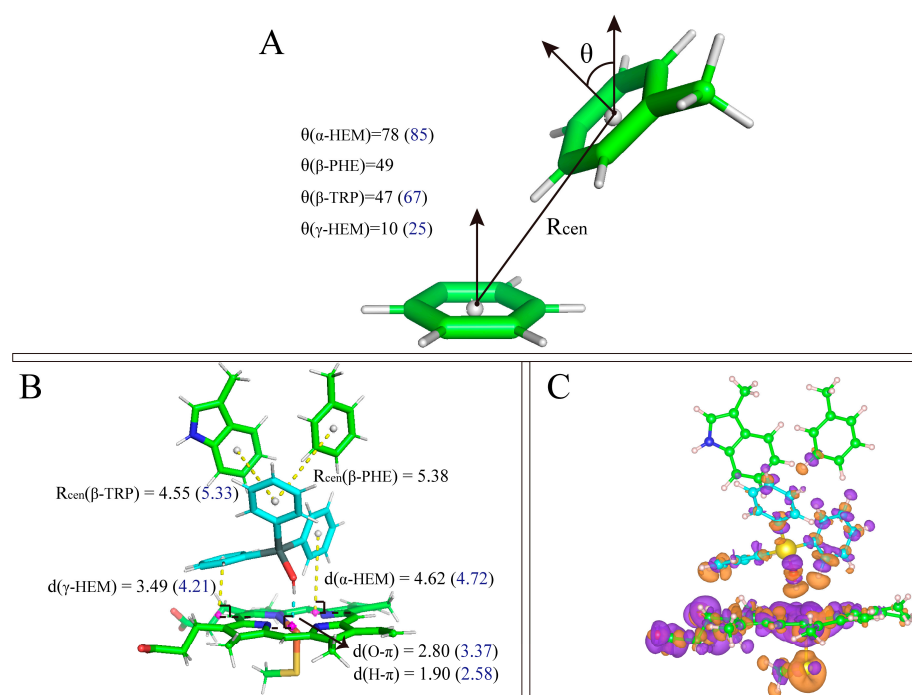 A
θ
θ(α-HEM)=78 (85)
θ(β-PHE)=49
θ(β-TRP)=47 (67)
θ(γ-HEM)=10 (25)
Rcen
B
C
Rcen(β-TRP) = 4.55 (5.33)
Rcen(β-PHE) = 5.38
d(γ-HEM) = 3.49 (4.21)
d(α-HEM) = 4.62 (4.72)
d(O-π) = 2.80 (3.37)
d(H-π) = 1.90 (2.58)